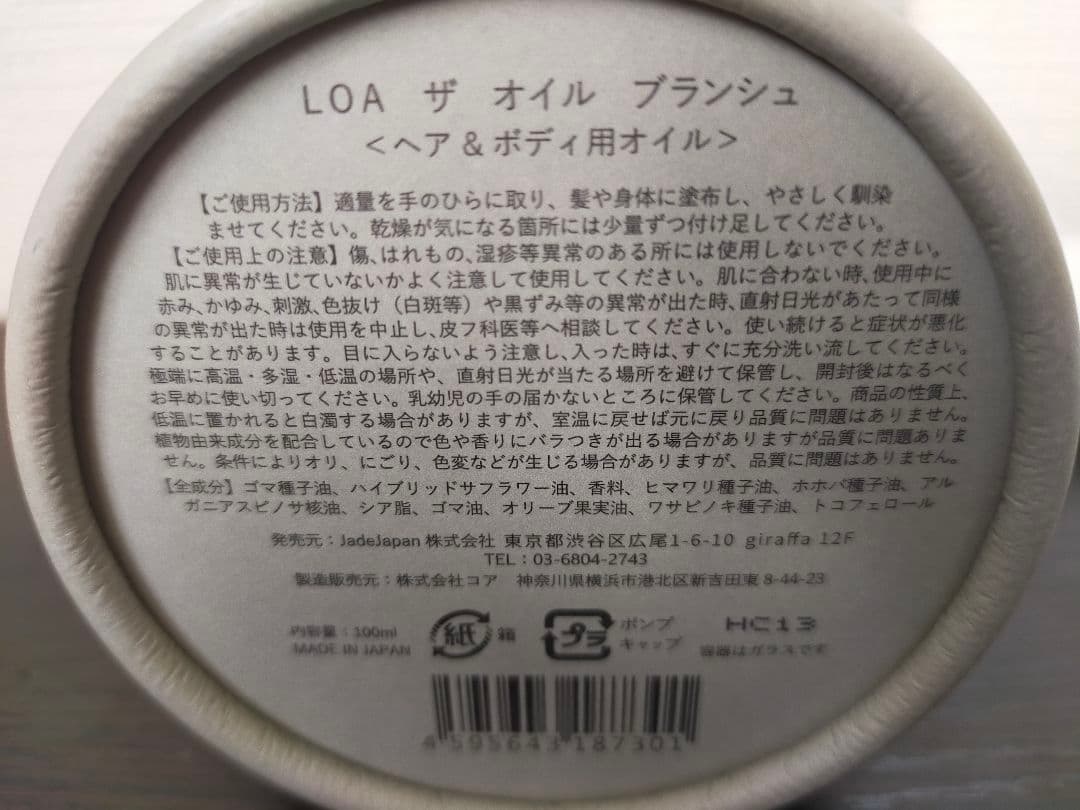 LOA ザ オイル ブランシュ
<ヘア&ボディ用オイル>
【ご使用方法】適量を手のひらに取り、髪や身体に塗布し、やさしく馴染
ませてください。乾燥が気になる箇所には少量ずつ付け足してください。
【ご使用上の注意】傷、はれもの、湿疹等異常のある所には使用しないでください。
肌に異常が生じていないかよく注意して使用してください。肌に合わない時、使用中に
赤み、かゆみ、刺激、色抜け(白斑等)や黒ずみ等の異常が出た時、直射日光があたって同様
の異常が出た時は使用を中止し、皮フ科医等へ相談してください。使い続けると症状が悪化
することがあります。目に入らないよう注意し、入った時は、すぐに充分洗い流してください。
極端に高温・多湿・低温の場所や、直射日光が当たる場所を避けて保管し、開封後はなるべく
お早めに使い切ってください。乳幼児の手の届かないところに保管してください。商品の性質上、
低温に置かれると白濁する場合がありますが、室温に戻せば元に戻り品質に問題はありません。
植物由来成分を配合しているので色や香りにバラつきが出る場合がありますが品質に問題ありま
せん。条件によりオリ、にごり、色変などが生じる場合がありますが、品質に問題はありません。
【全成分】ゴマ種子油、ハイブリッドサフラワー油、香料、ヒマワリ種子油、ホホバ種子油、アル
ガニアスピノサ核油、シア脂、ゴマ油、オリーブ果実油、ワサビノキ種子油、トコフェロール
発売元:JadeJapan株式会社 東京都渋谷区広尾1-6-10 giraffa 12F
TEL:03-6804-2743
製造販売元:株式会社コア 神奈川県横浜市港北区新吉田東8-44-23
内容量:100ml
MADE IN JAPAN
紙 箱
プラ ポンプ
キャップ
HC13
容器はガラスです
4595643187301